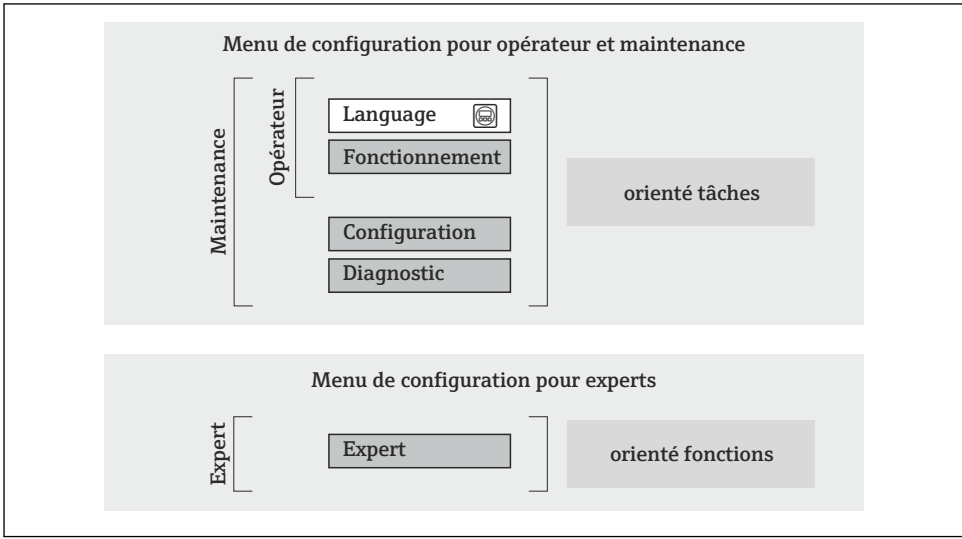 Menu de configuration pour opérateur et maintenance
Maintenance
Opérateur
Language
Fonctionnement
Configuration
Diagnostic
orienté tâches
Menu de configuration pour experts
Expert
Expert
orienté fonctions